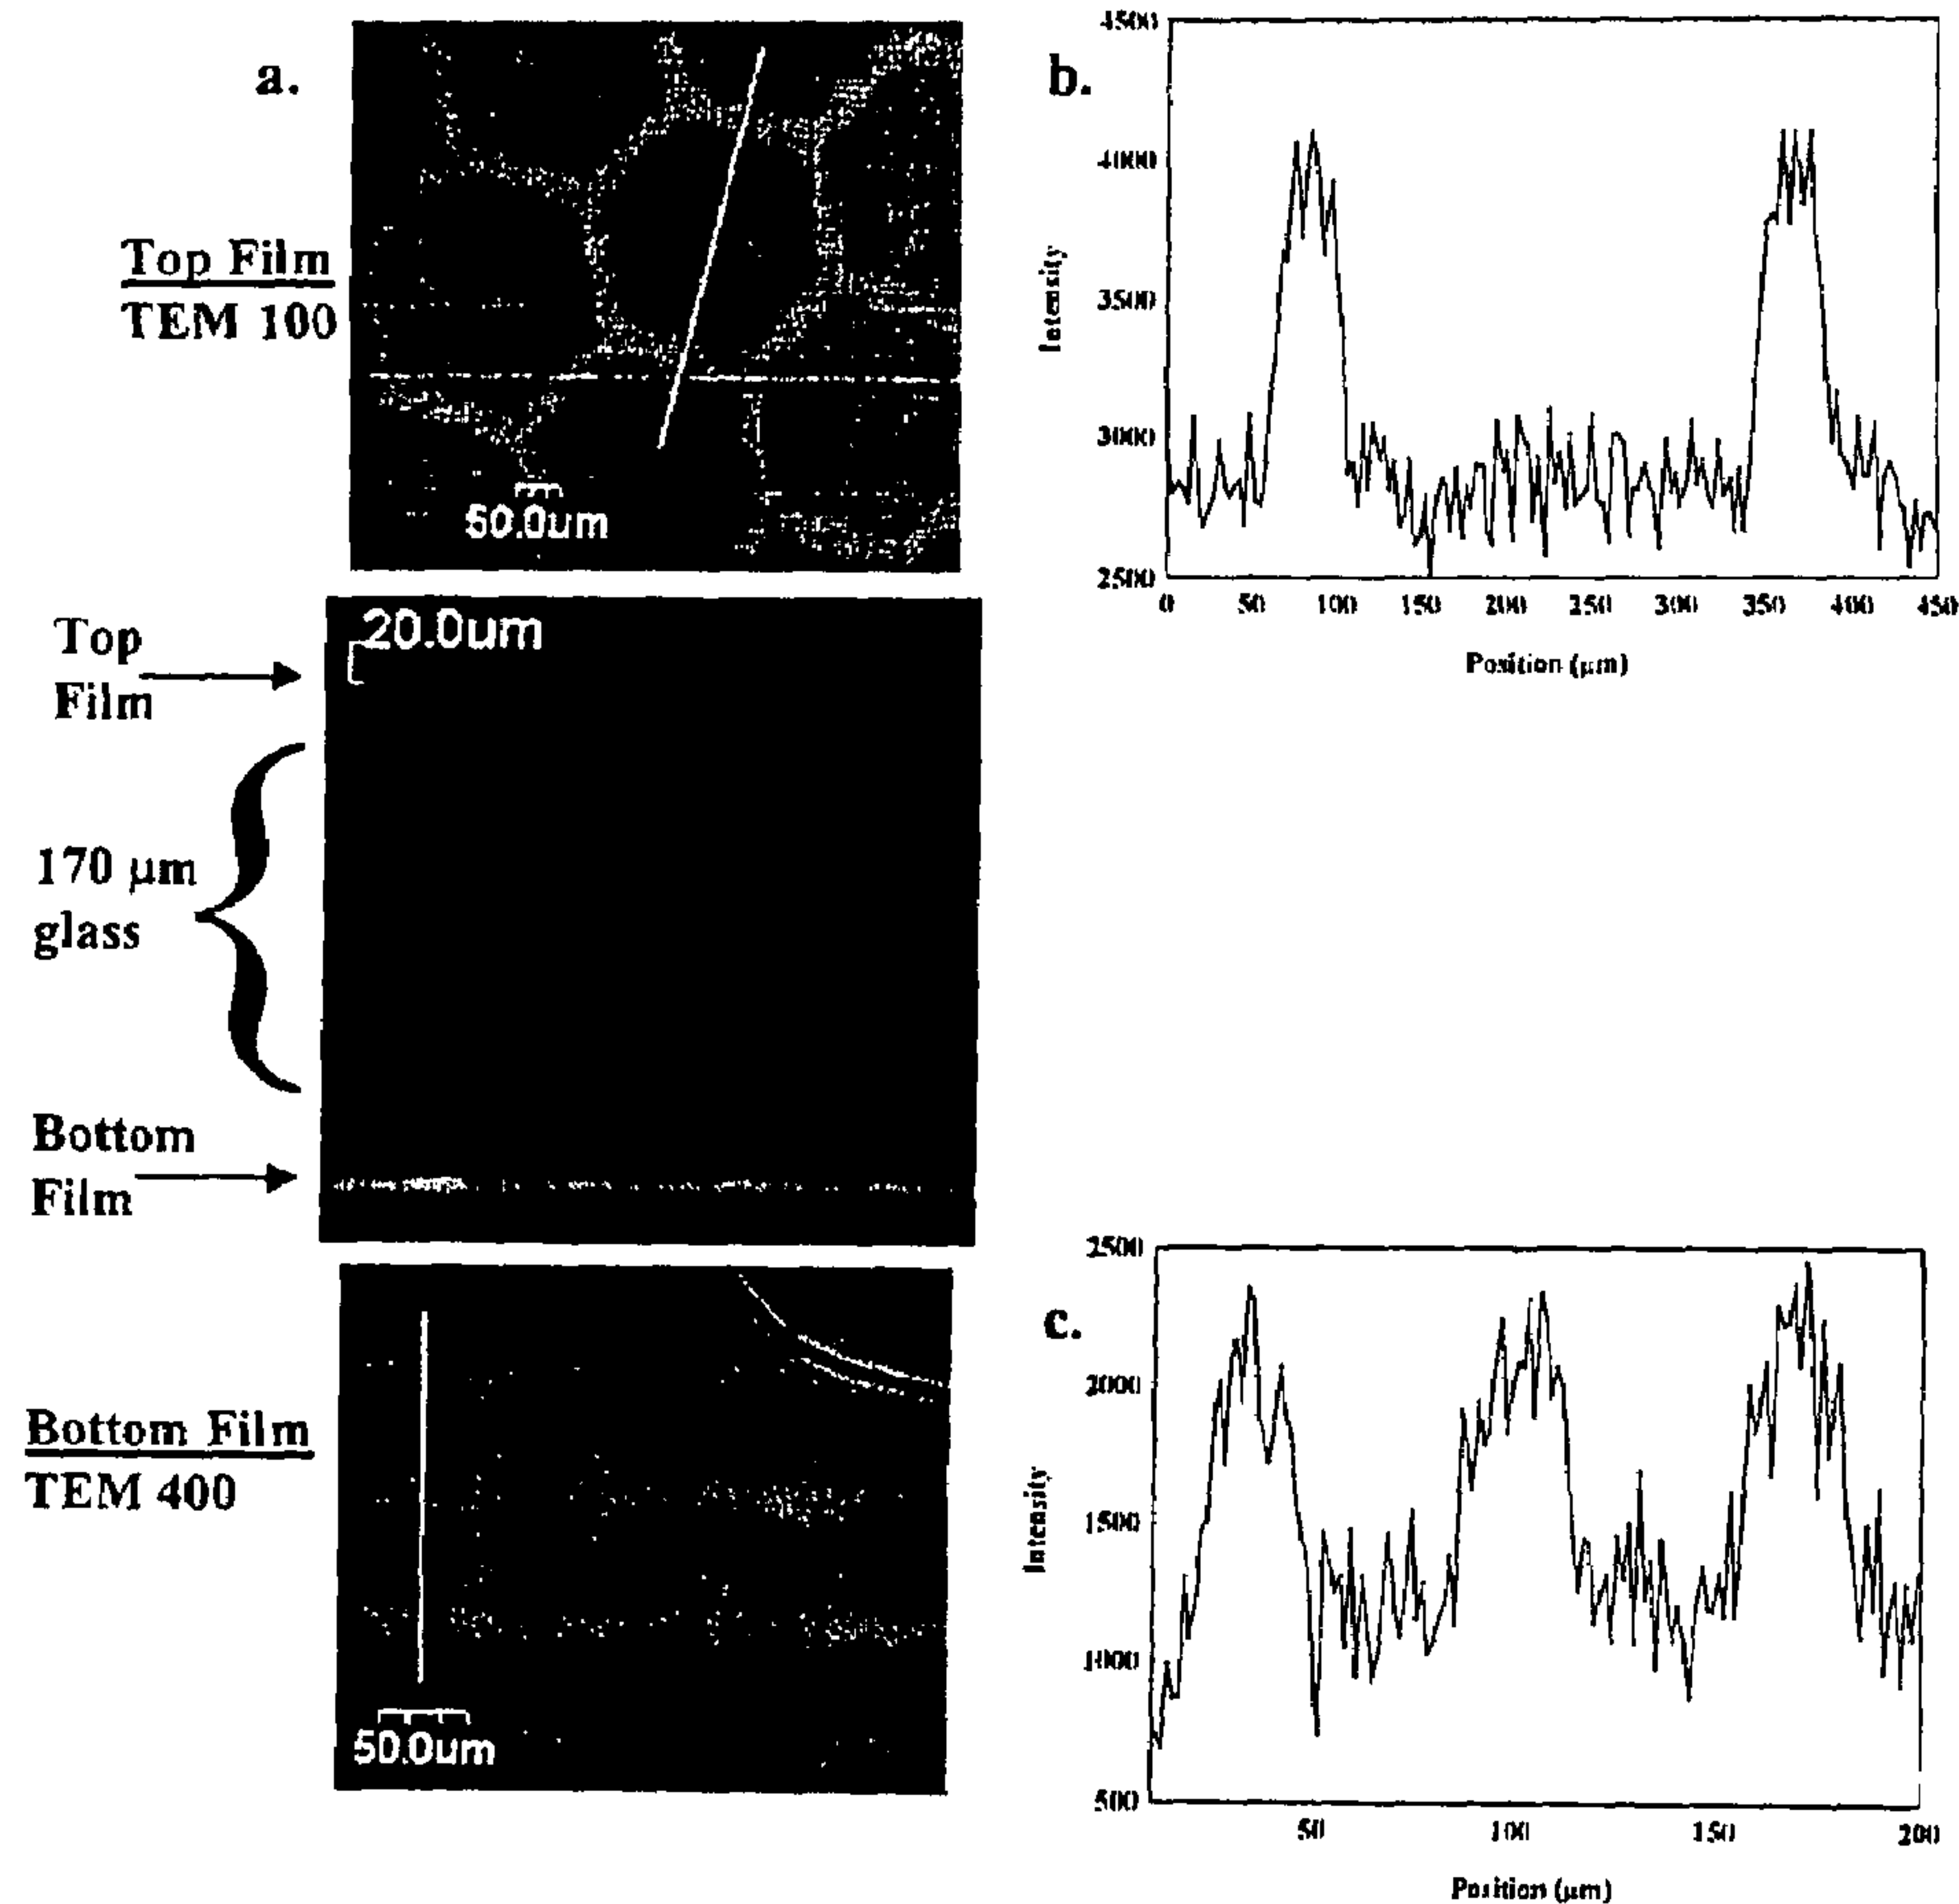 a.
Top Film
TEM 100
50.0um
b.
4500
4000
3500
3000
2500
Intensity
0 50 100 150 200 250 300 350 400 450
Position (µm)
Top
Film
20.0um
170 µm
glass
Bottom
Film
Bottom Film
TEM 400
50.0um
c.
2500
2000
1500
1000
500
Intensity
50 100 150 200
Position (µm)